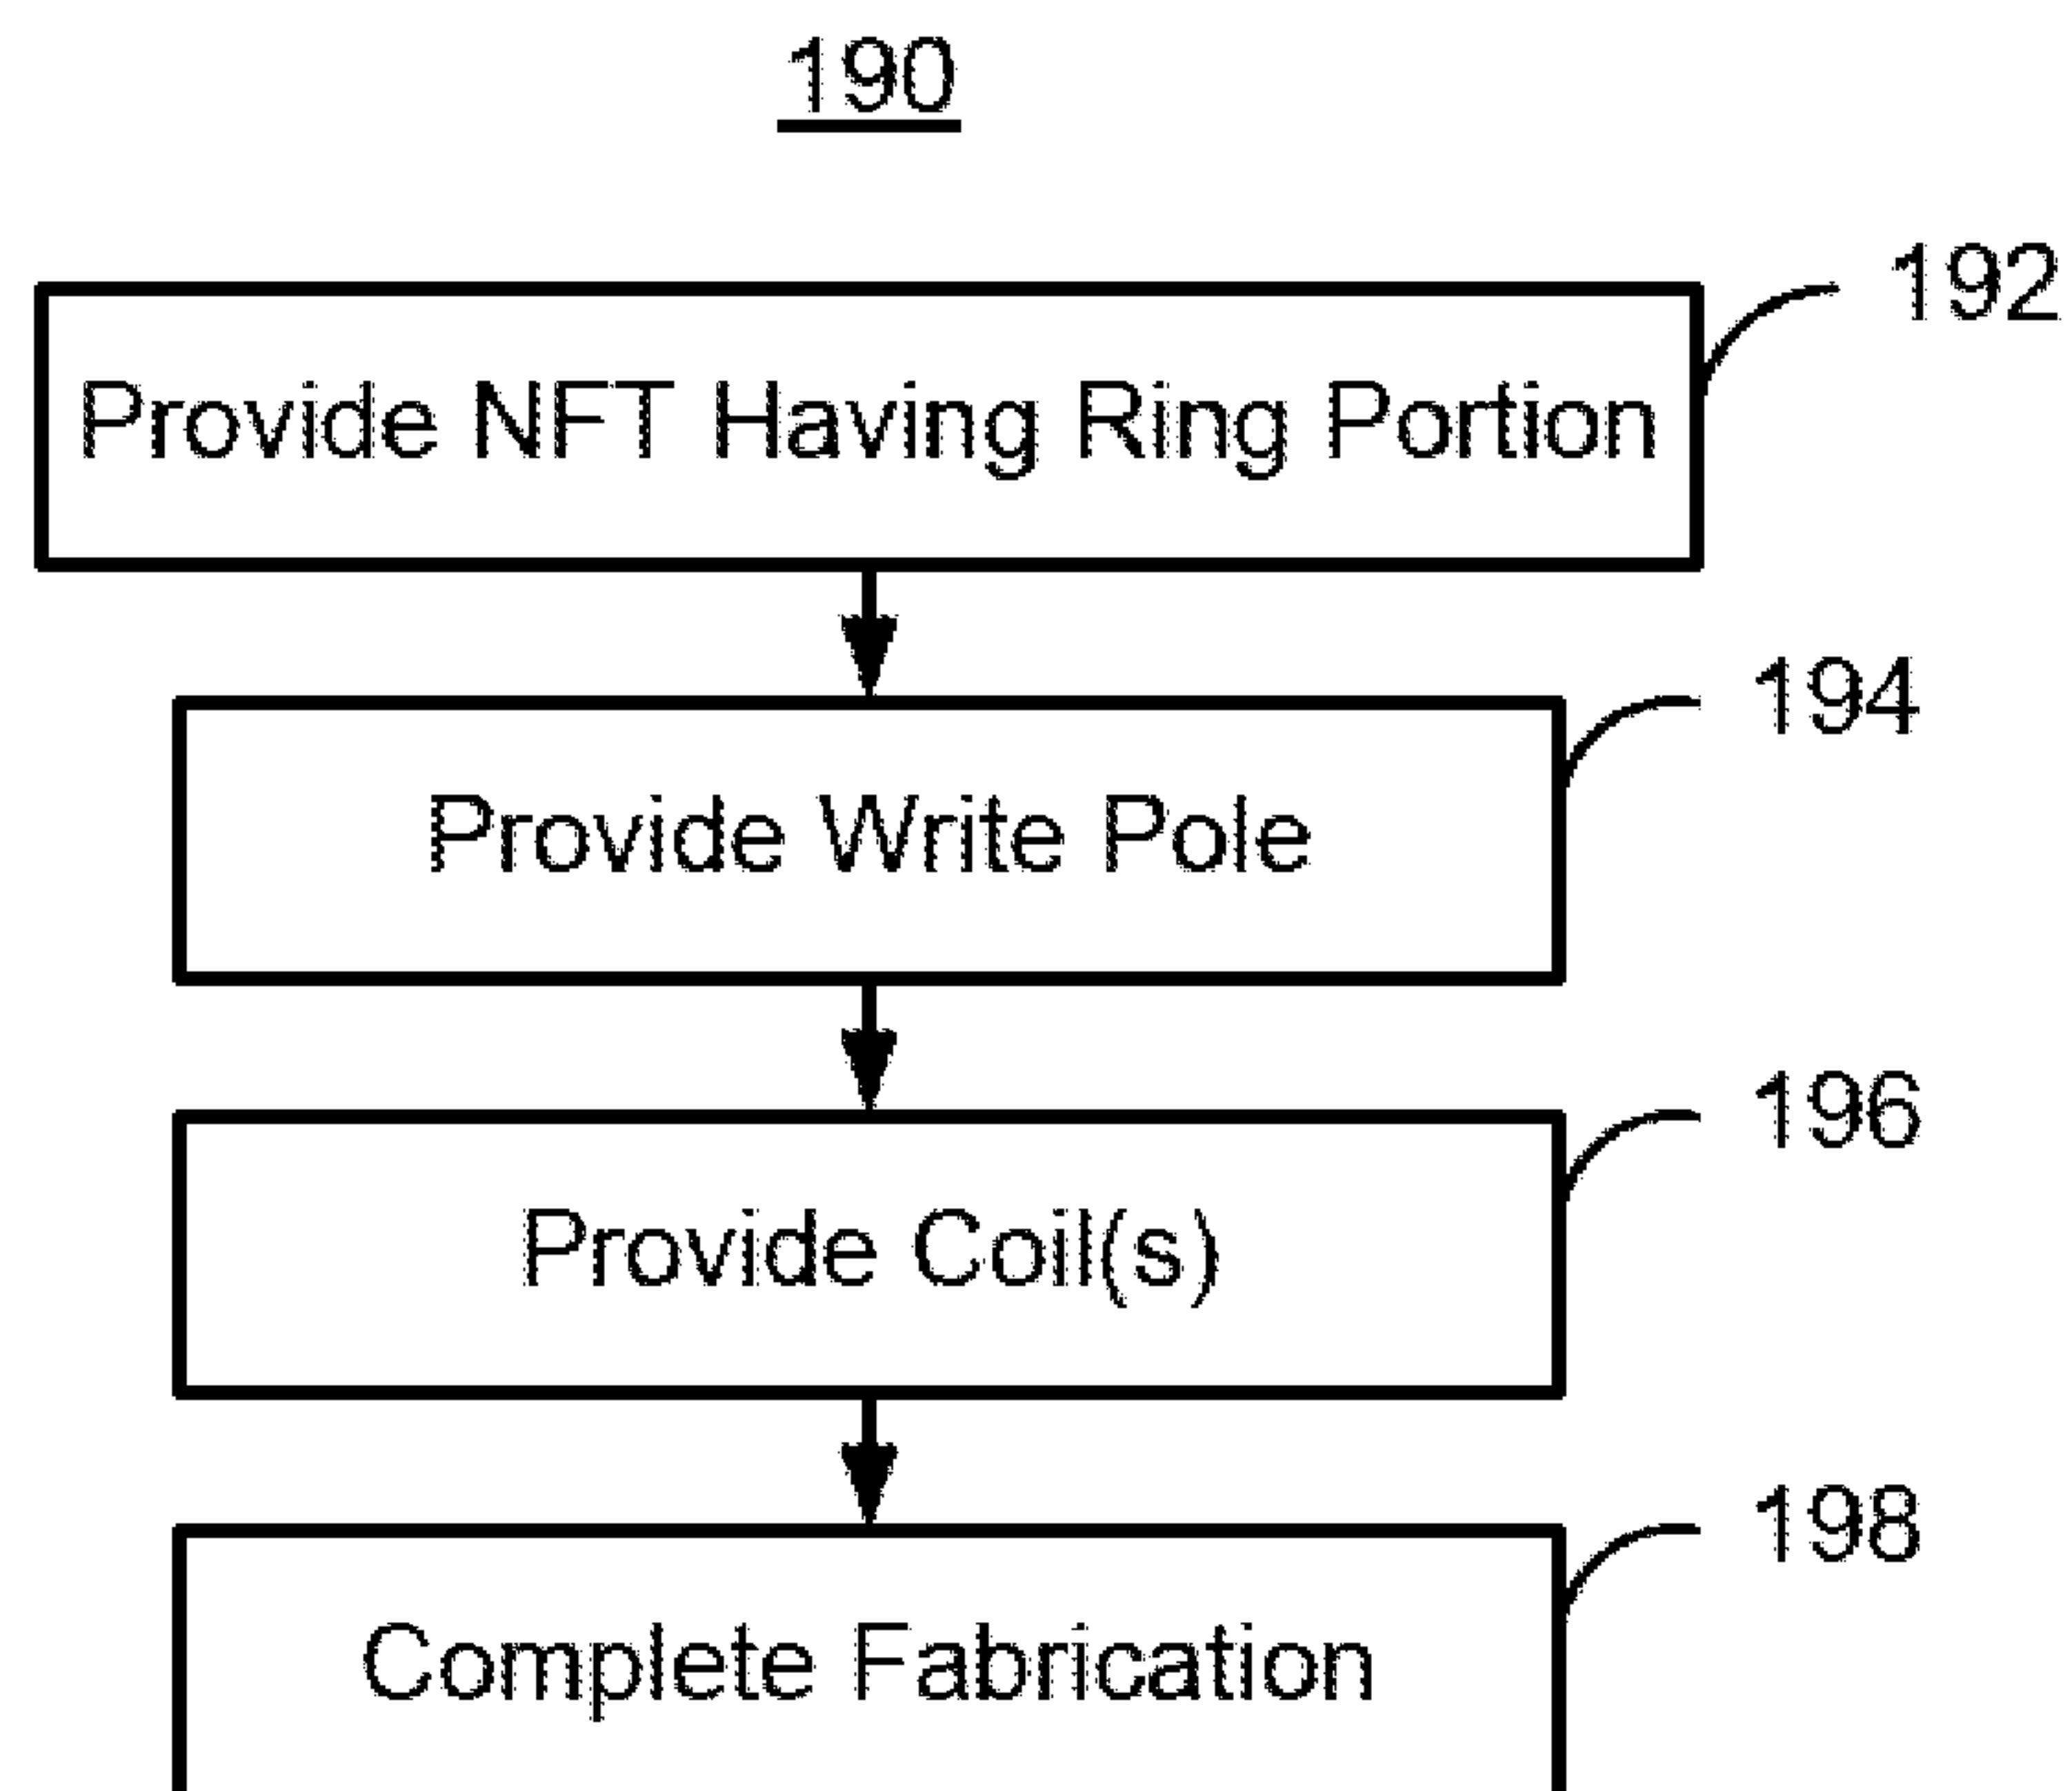 190
192
Provide NFT Having Ring Portion
194
Provide Write Pole
196
Provide Coil(s)
198
Complete Fabrication